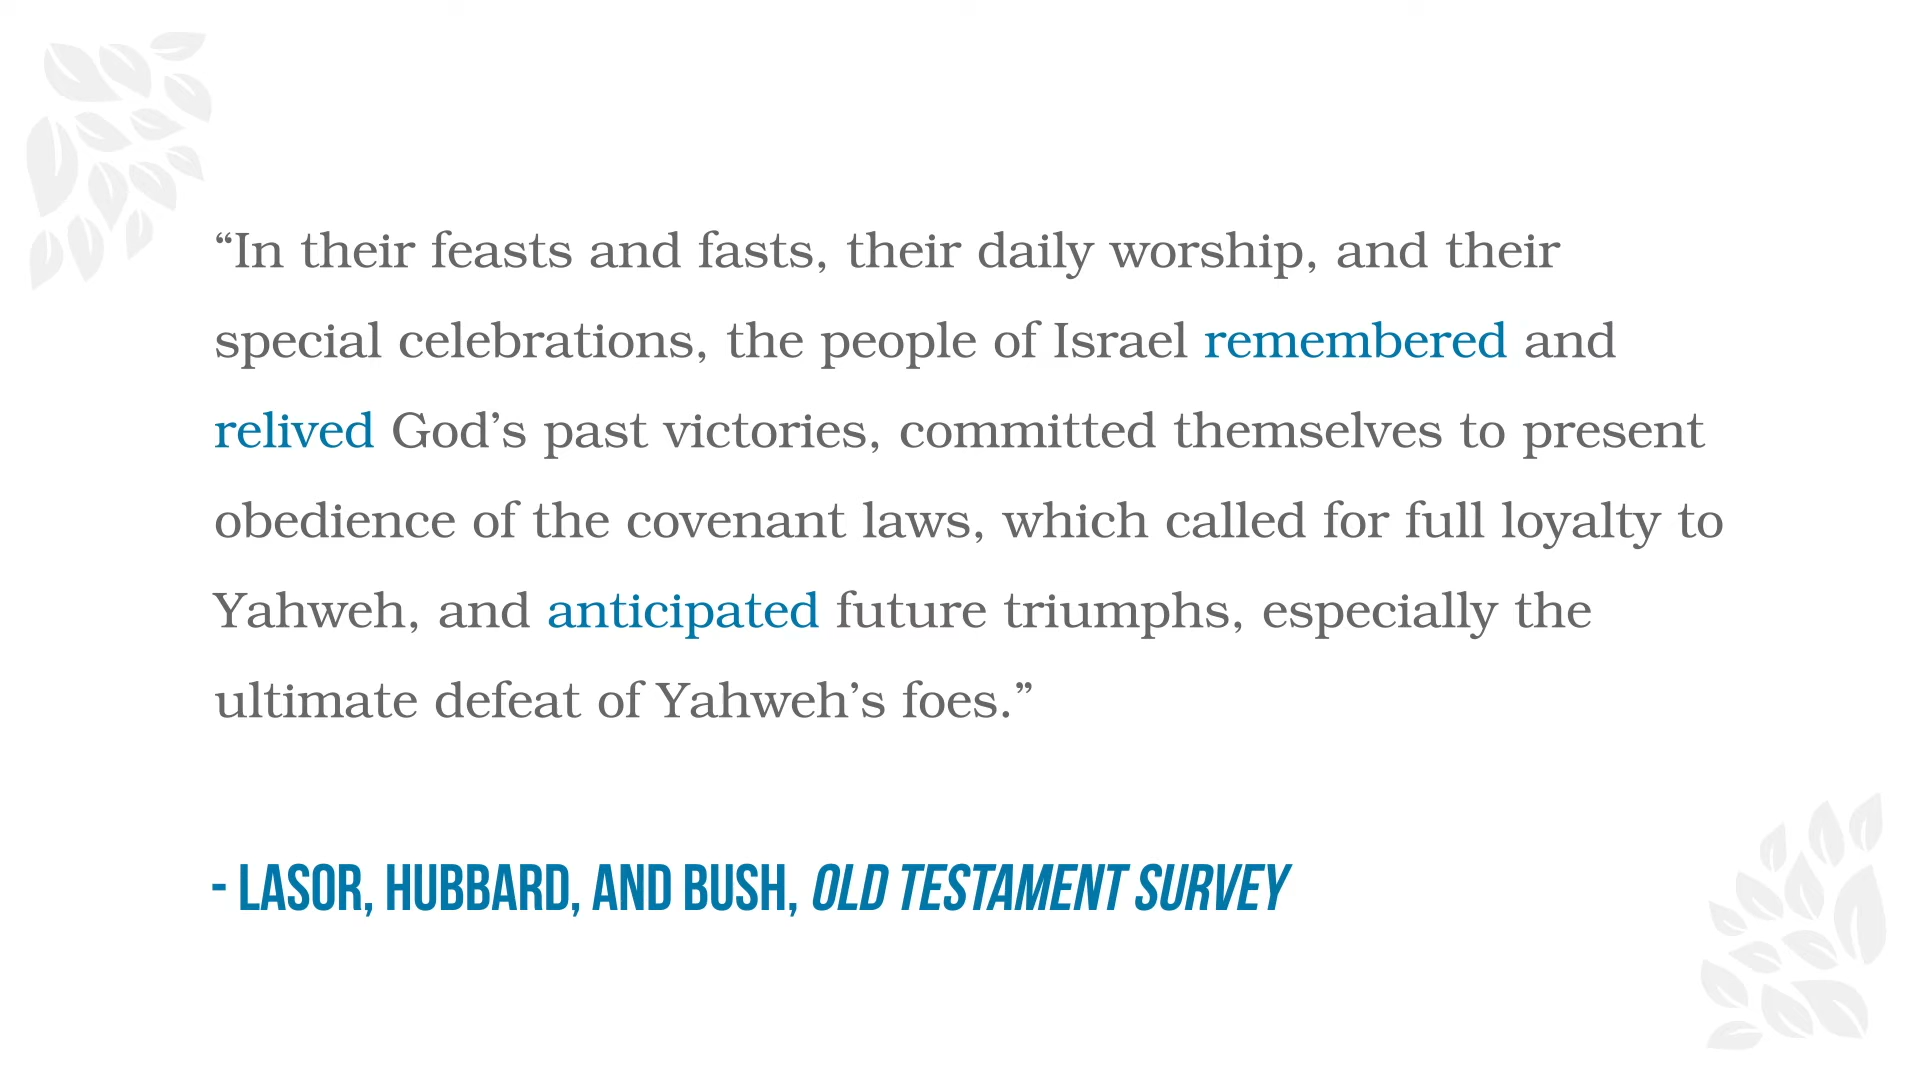 “In their feasts and fasts, their daily worship, and their
special celebrations, the people of Israel remembered and
relived God’s past victories, committed themselves to present
obedience of the covenant laws, which called for full loyalty to
Yahweh, and anticipated future triumphs, especially the
ultimate defeat of Yahweh’s foes.”
- LASOR, HUBBARD, AND BUSH, OLD TESTAMENT SURVEY